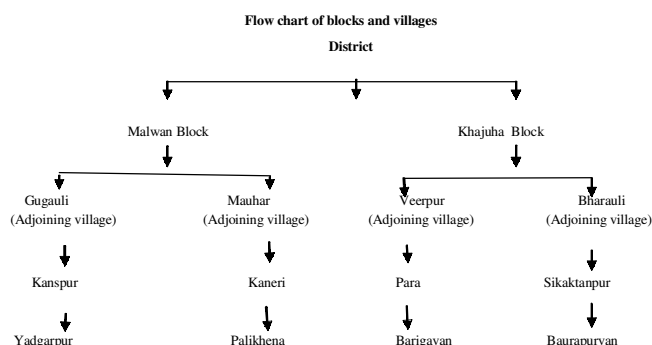 Flow chart of blocks and villages
District
Malwan Block Khajuha Block
Gugauli Mauhar Veerpur Bharauli
(Adjoining village) (Adjoining village) (Adjoining village) (Adjoining village)
Kanspur Kaneri Para Sikaktanpur
Yadgarpur Palikhena Barigavan Baurapurvan